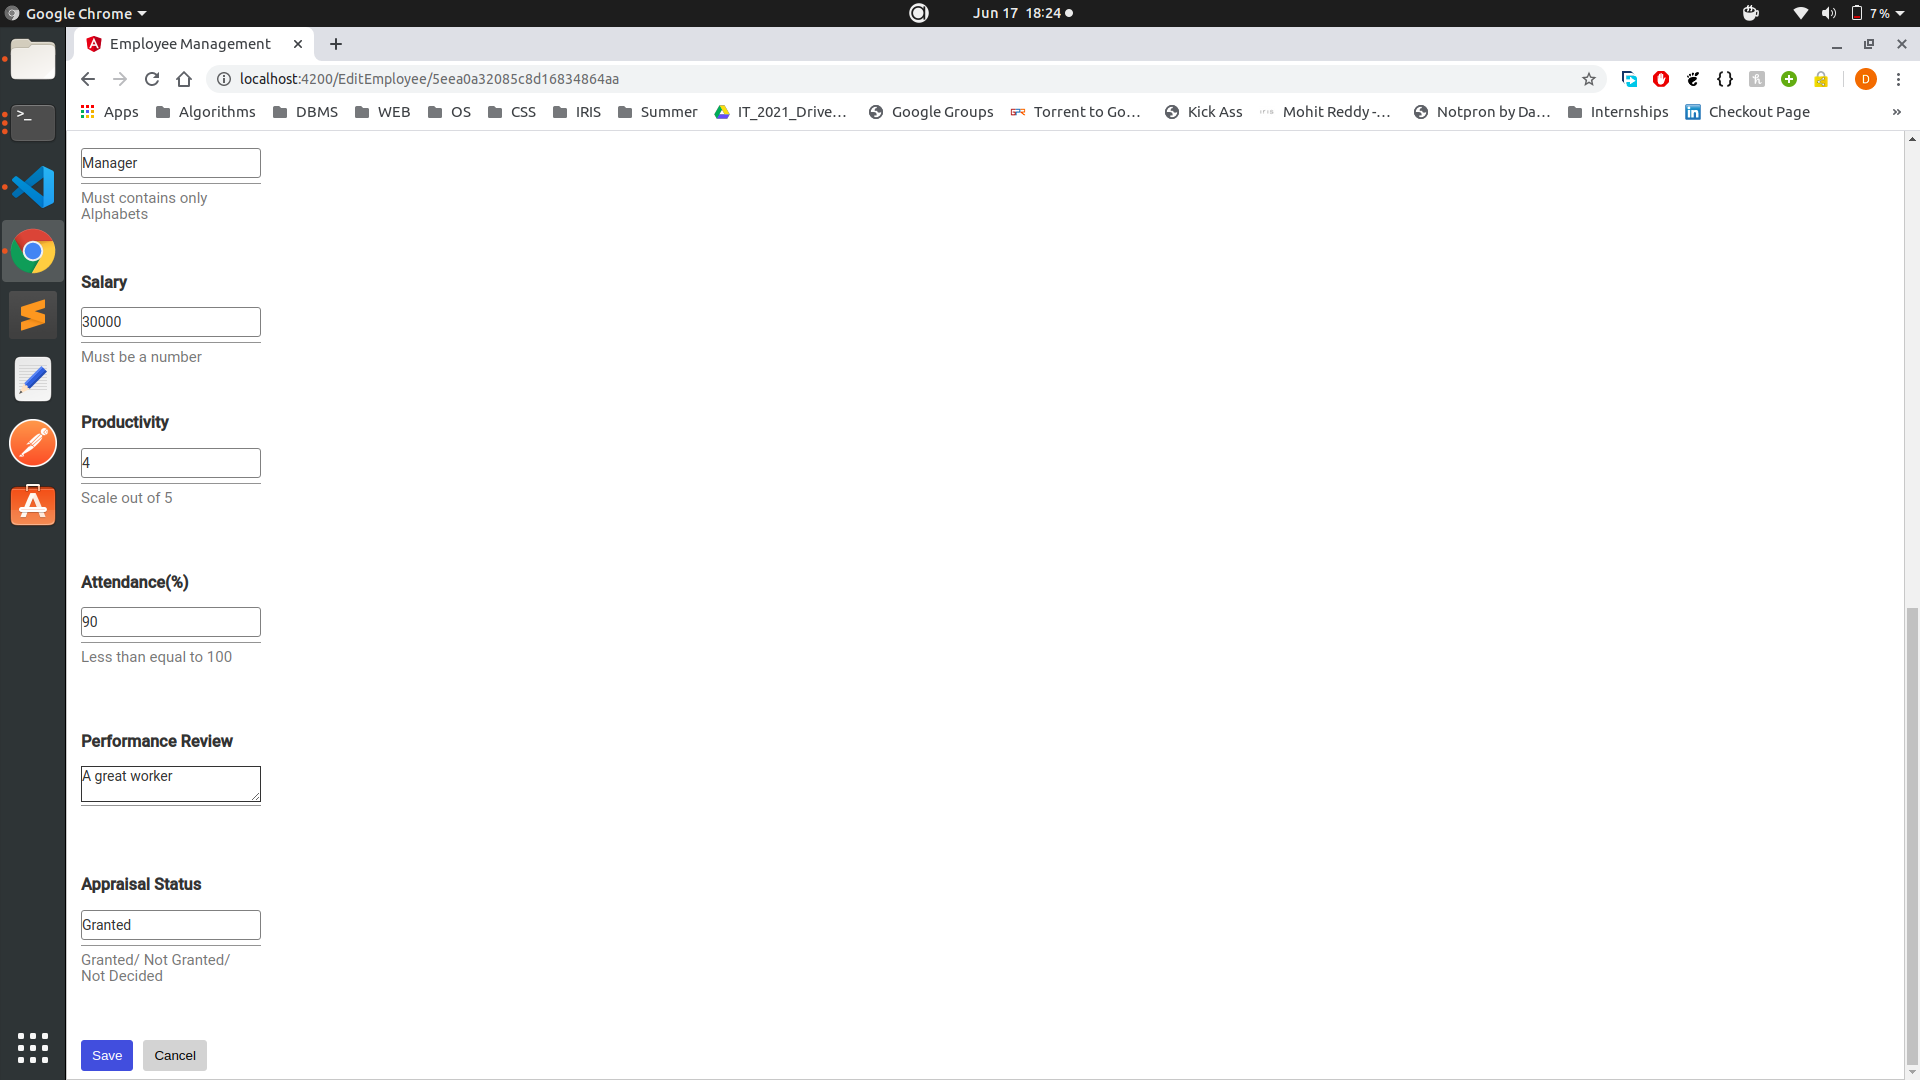 Google Chrome
Jun 17 18:24
7%
Employee Management
localhost:4200/EditEmployee/5eea0a32085c8d16834864aa
D
Apps
Algorithms
DBMS
WEB
OS
CSS
IRIS
Summer
IT_2021_Drive...
Google Groups
Torrent to Go...
Kick Ass
Mohit Reddy -...
Notpron by Da...
Internships
Checkout Page
»
Manager
Must contains only
Alphabets
Salary
30000
Must be a number
Productivity
4
Scale out of 5
Attendance(%)
90
Less than equal to 100
Performance Review
A great worker
Appraisal Status
Granted
Granted/ Not Granted/
Not Decided
Save
Cancel